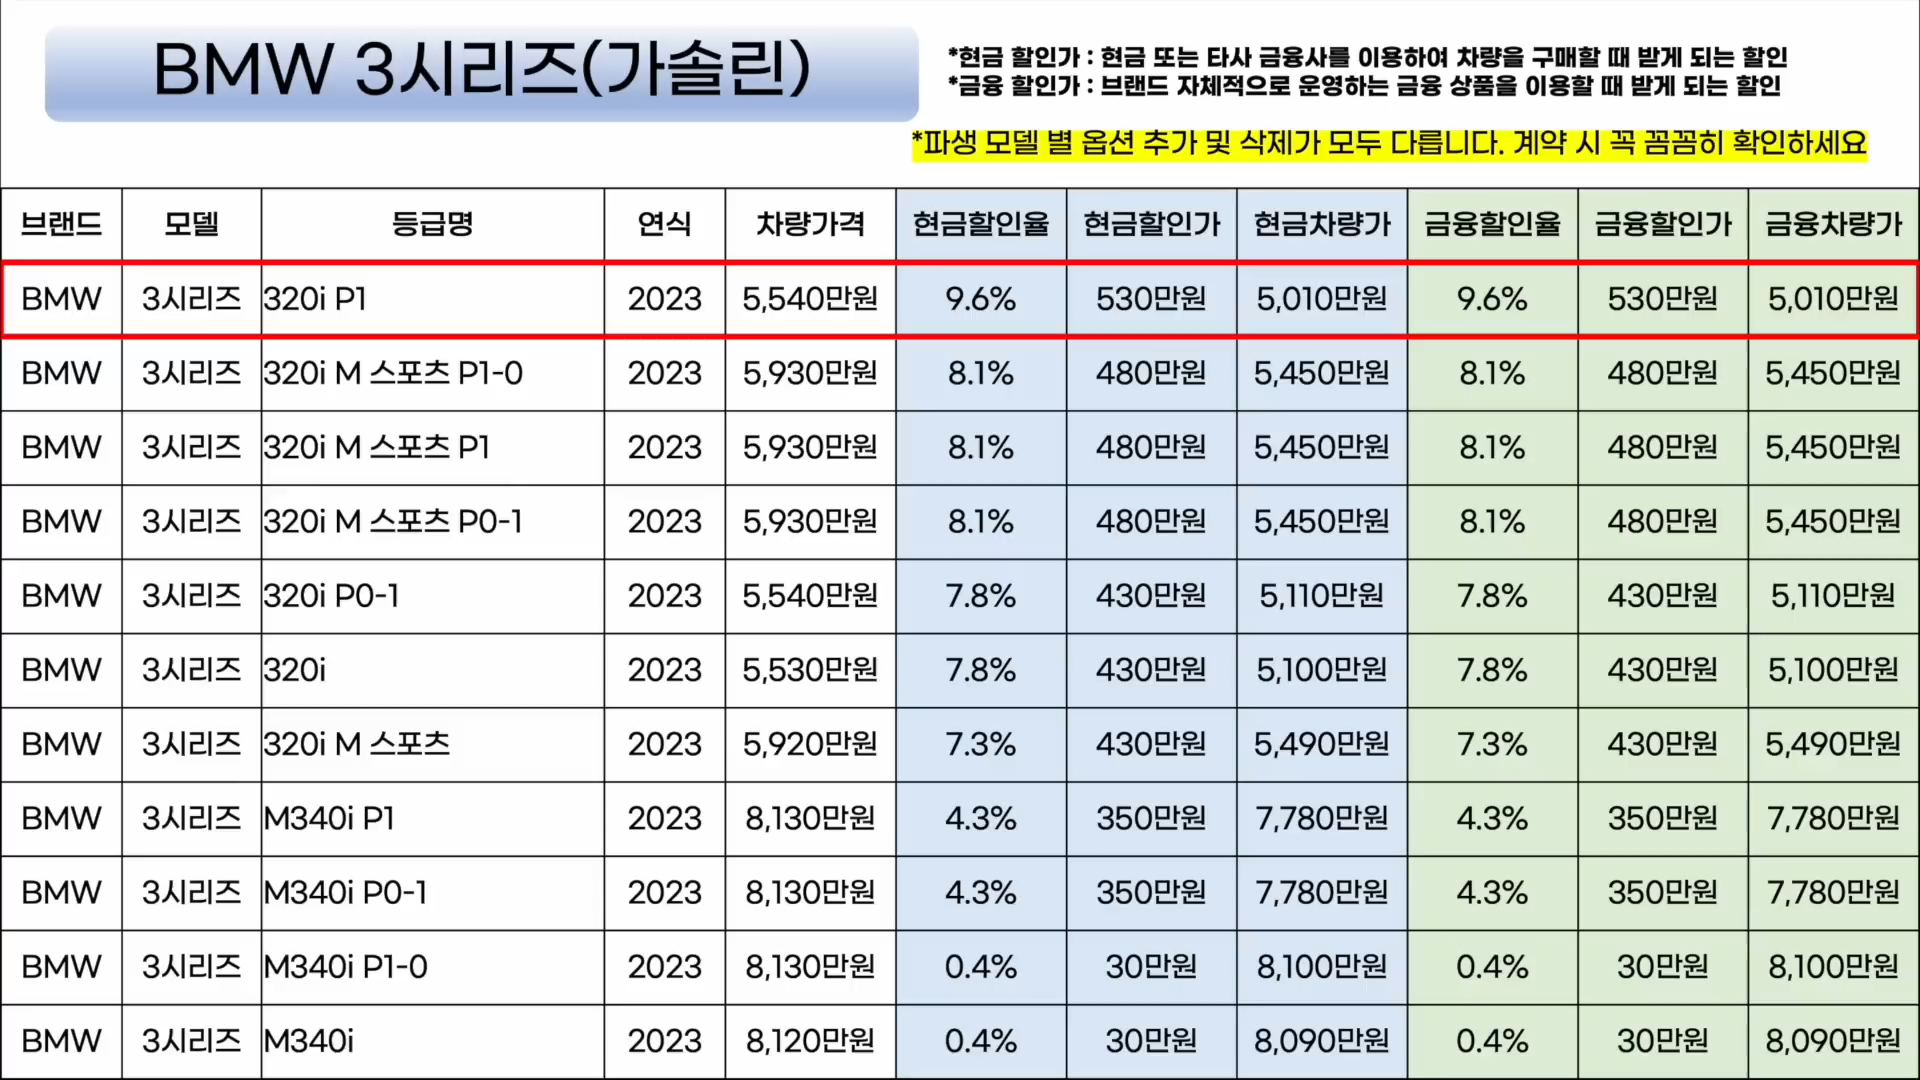 BMW 3시리즈(가솔린)
*현금 할인가 : 현금 또는 타사 금융사를 이용하여 차량을 구매할 때 받게 되는 할인
*금융 할인가 : 브랜드 자체적으로 운영하는 금융 상품을 이용할 때 받게 되는 할인
*파생 모델 별 옵션 추가 및 삭제가 모두 다릅니다. 계약 시 꼭 꼼꼼히 확인하세요
브랜드 모델 등급명 연식 차량가격 현금할인율 현금할인가 현금차량가 금융할인율 금융할인가 금융차량가
BMW 3시리즈 320i P1 2023 5,540만원 9.6% 530만원 5,010만원 9.6% 530만원 5,010만원
BMW 3시리즈 320i M 스포츠 P1-0 2023 5,930만원 8.1% 480만원 5,450만원 8.1% 480만원 5,450만원
BMW 3시리즈 320i M 스포츠 P1 2023 5,930만원 8.1% 480만원 5,450만원 8.1% 480만원 5,450만원
BMW 3시리즈 320i M 스포츠 P0-1 2023 5,930만원 8.1% 480만원 5,450만원 8.1% 480만원 5,450만원
BMW 3시리즈 320i P0-1 2023 5,540만원 7.8% 430만원 5,110만원 7.8% 430만원 5,110만원
BMW 3시리즈 320i 2023 5,530만원 7.8% 430만원 5,100만원 7.8% 430만원 5,100만원
BMW 3시리즈 320i M 스포츠 2023 5,920만원 7.3% 430만원 5,490만원 7.3% 430만원 5,490만원
BMW 3시리즈 M340i P1 2023 8,130만원 4.3% 350만원 7,780만원 4.3% 350만원 7,780만원
BMW 3시리즈 M340i P0-1 2023 8,130만원 4.3% 350만원 7,780만원 4.3% 350만원 7,780만원
BMW 3시리즈 M340i P1-0 2023 8,130만원 0.4% 30만원 8,100만원 0.4% 30만원 8,100만원
BMW 3시리즈 M340i 2023 8,120만원 0.4% 30만원 8,090만원 0.4% 30만원 8,090만원